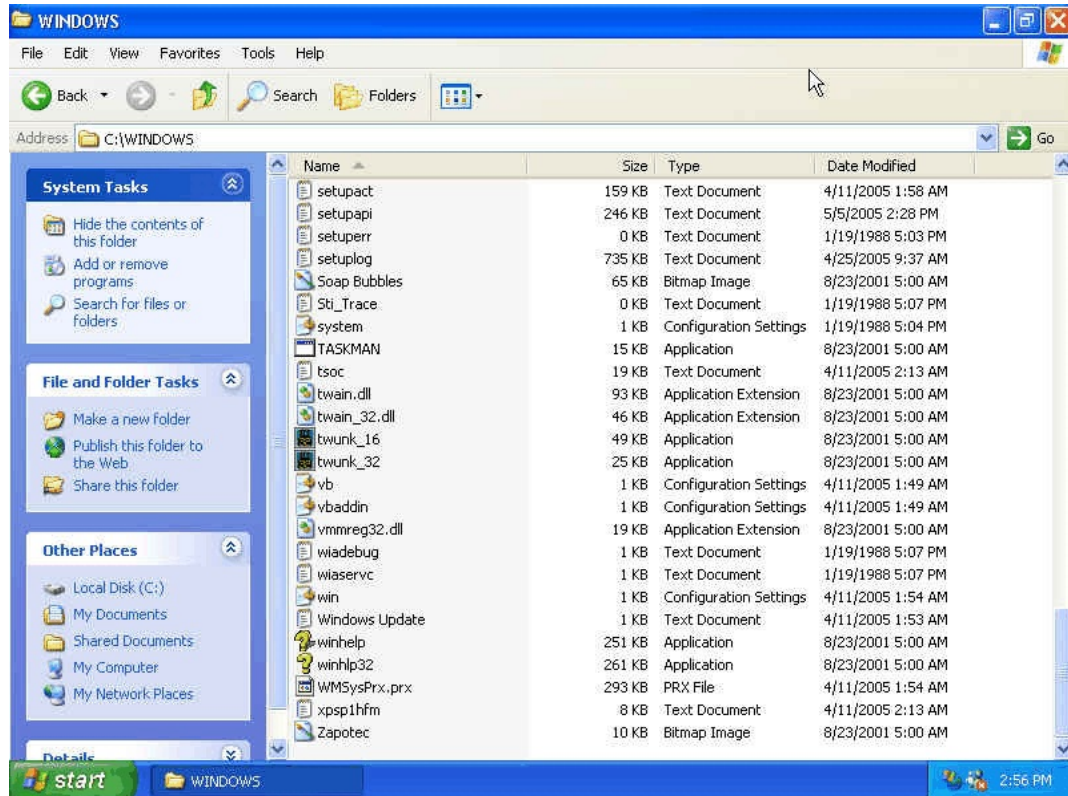 WINDOWS
File Edit View Favorites Tools Help
Back Search Folders
Address C:\WINDOWS Go
System Tasks
Hide the contents of
this folder
Add or remove
programs
Search for files or
folders
File and Folder Tasks
Make a new folder
Publish this folder to
the Web
Share this folder
Other Places
Local Disk (C:)
My Documents
Shared Documents
My Computer
My Network Places
Details
Name Size Type Date Modified
setupact 159 KB Text Document 4/11/2005 1:58 AM
setupapi 246 KB Text Document 5/5/2005 2:28 PM
setuperr 0 KB Text Document 1/19/1988 5:03 PM
setuplog 735 KB Text Document 4/25/2005 9:37 AM
Soap Bubbles 65 KB Bitmap Image 8/23/2001 5:00 AM
Sti_Trace 0 KB Text Document 1/19/1988 5:07 PM
system 1 KB Configuration Settings 1/19/1988 5:04 PM
TASKMAN 15 KB Application 8/23/2001 5:00 AM
tsoc 19 KB Text Document 4/11/2005 2:13 AM
twain.dll 93 KB Application Extension 8/23/2001 5:00 AM
twain_32.dll 46 KB Application Extension 8/23/2001 5:00 AM
twunk_16 49 KB Application 8/23/2001 5:00 AM
twunk_32 25 KB Application 8/23/2001 5:00 AM
vb 1 KB Configuration Settings 4/11/2005 1:49 AM
vbaddin 1 KB Configuration Settings 4/11/2005 1:49 AM
vmmreg32.dll 19 KB Application Extension 8/23/2001 5:00 AM
wiadebug 1 KB Text Document 1/19/1988 5:07 PM
wiaservc 1 KB Text Document 1/19/1988 5:07 PM
win 1 KB Configuration Settings 4/11/2005 1:54 AM
Windows Update 1 KB Text Document 4/11/2005 1:53 AM
winhelp 251 KB Application 8/23/2001 5:00 AM
winhlp32 261 KB Application 8/23/2001 5:00 AM
WMSysPrx.prx 293 KB PRX File 4/11/2005 1:54 AM
xpsp1hfm 8 KB Text Document 4/11/2005 2:13 AM
Zapotec 10 KB Bitmap Image 8/23/2001 5:00 AM
start WINDOWS 2:56 PM